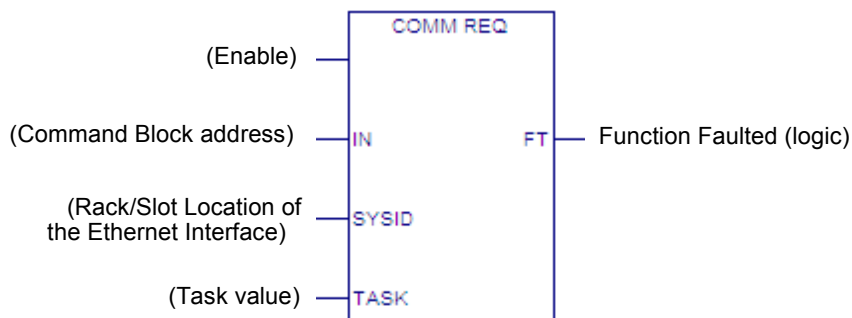 COMM REQ
(Enable)
(Command Block address)
IN
FT
Function Faulted (logic)
(Rack/Slot Location of
the Ethernet Interface)
SYSID
(Task value)
TASK